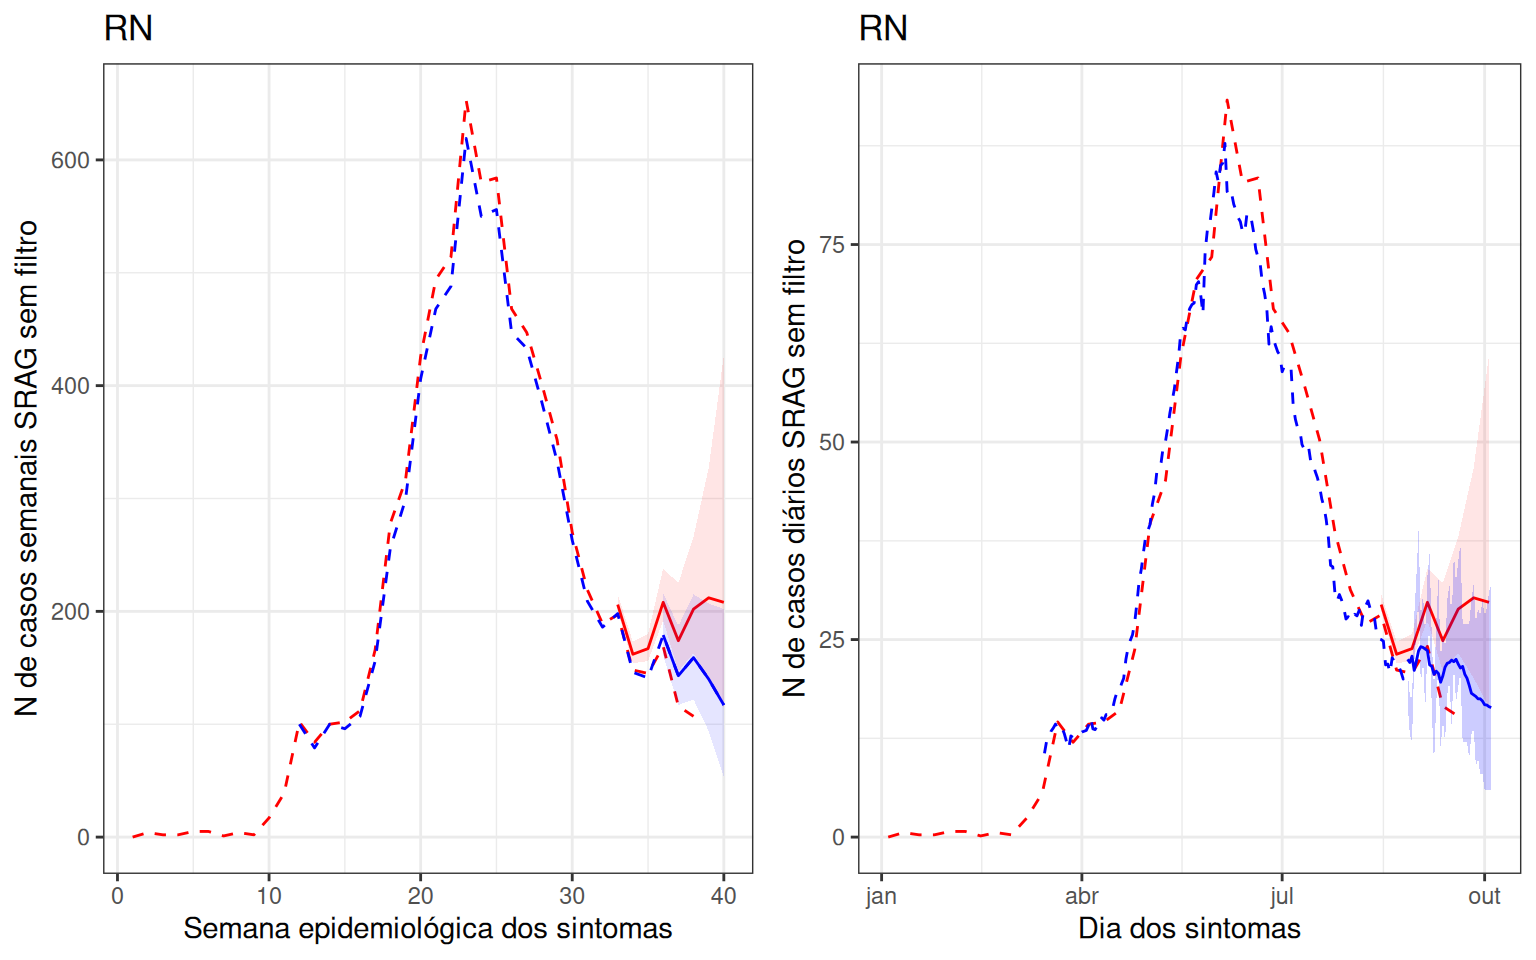 RN
N de casos semanais SRAG sem filtro
600
400
200
0
0 10 20 30 40
Semana epidemiológica dos sintomas
RN
N de casos diários SRAG sem filtro
75
50
25
0
jan abr jul out
Dia dos sintomas